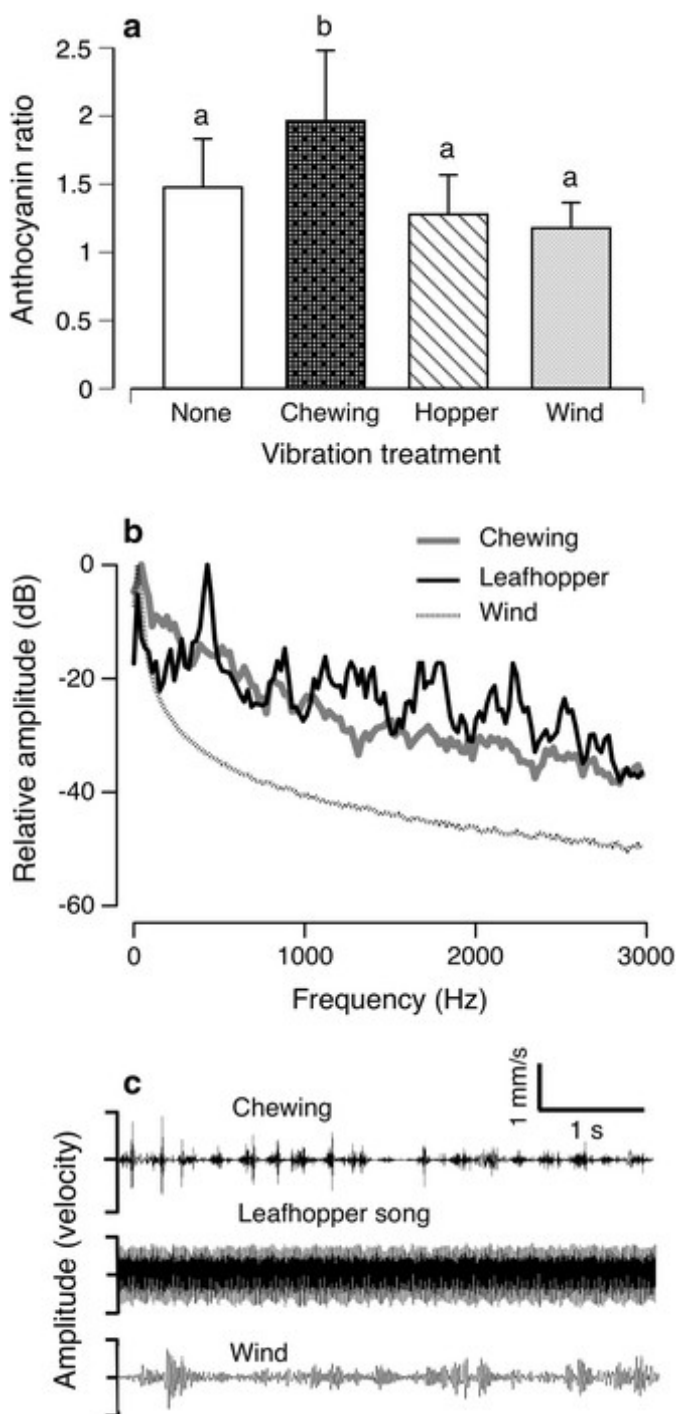 a
b
2.5
a
2
a
a
1.5
1
0.5
0
Anthocyanin ratio
None Chewing Hopper Wind
Vibration treatment
b
Chewing
Leafhopper
Wind
0
-20
-40
-60
Relative amplitude (dB)
0 1000 2000 3000
Frequency (Hz)
c
1 mm/s
1 s
Chewing
Leafhopper song
Wind
Amplitude (velocity)